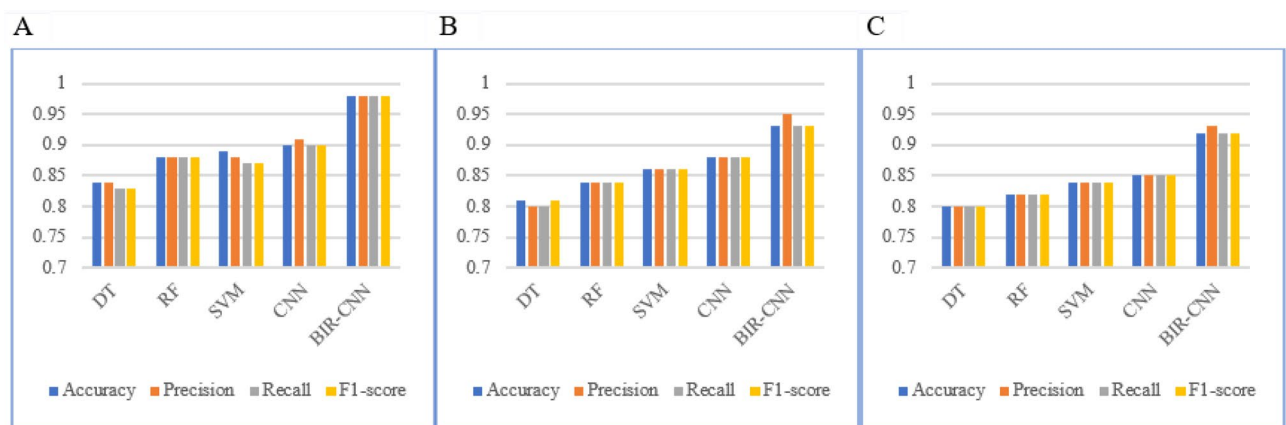 A
1
0.95
0.9
0.85
0.8
0.75
0.7
DT
RF
SVM
CNN
BIR-CNN
Accuracy Precision Recall F1-score
B
1
0.95
0.9
0.85
0.8
0.75
0.7
DT
RF
SVM
CNN
BIR-CNN
Accuracy Precision Recall F1-score
C
1
0.95
0.9
0.85
0.8
0.75
0.7
DT
RF
SVM
CNN
BIR-CNN
Accuracy Precision Recall F1-score